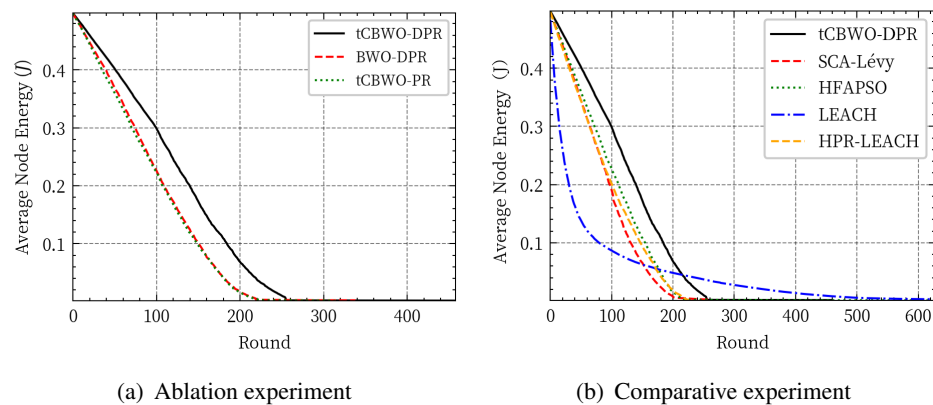 tCBWO-DPR
BWO-DPR
tCBWO-PR
0.4
0.3
0.2
0.1
Average Node Energy (J)
0 100 200 300 400
Round
(a) Ablation experiment
tCBWO-DPR
SCA-Lévy
HFAPSO
LEACH
HPR-LEACH
0.4
0.3
0.2
0.1
Average Node Energy (J)
0 100 200 300 400 500 600
Round
(b) Comparative experiment